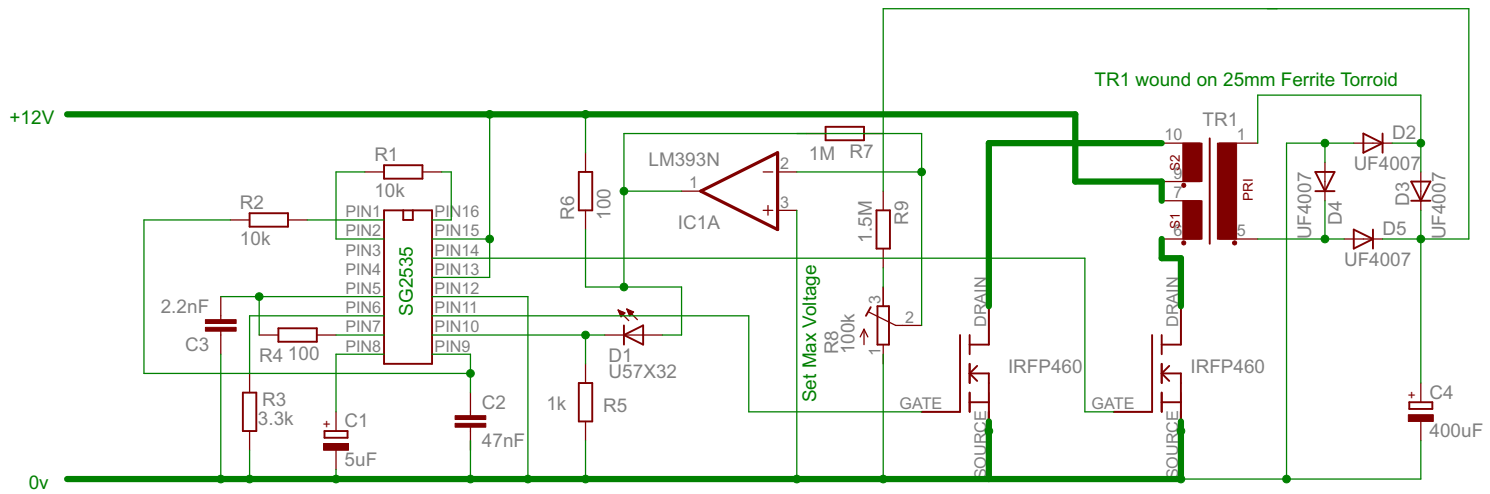 TR1 wound on 25mm Ferrite Torroid
+12V
TR1
10
1
D2
UF4007
1M
R7
LM393N
2
1
3
IC1A
S2
9
7
S1
6
PRI
5
UF4007
D4
D3
UF4007
D5
UF4007
R1
10k
R2
10k
R6
100
1.5M
R9
PIN1
PIN16
PIN2
PIN15
PIN3
PIN14
PIN4
PIN13
PIN5
PIN12
PIN6
PIN11
PIN7
PIN10
PIN8
PIN9
SG2535
2.2nF
C3
R4
100
D1
U57X32
Set Max Voltage
3
2
1
R8
100k
DRAIN
DRAIN
IRFP460
IRFP460
GATE
GATE
SOURCE
SOURCE
R3
3.3k
+
C1
5uF
C2
47nF
1k
R5
+
C4
400uF
0v